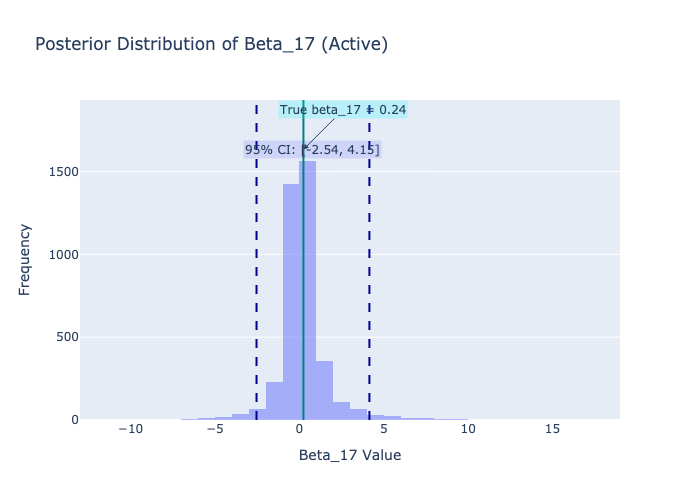 Posterior Distribution of Beta_17 (Active)
True beta_17 = 0.24
95% CI: [-2.54, 4.15]
1500
1000
500
0
Frequency
−10
−5
0
5
10
15
Beta_17 Value